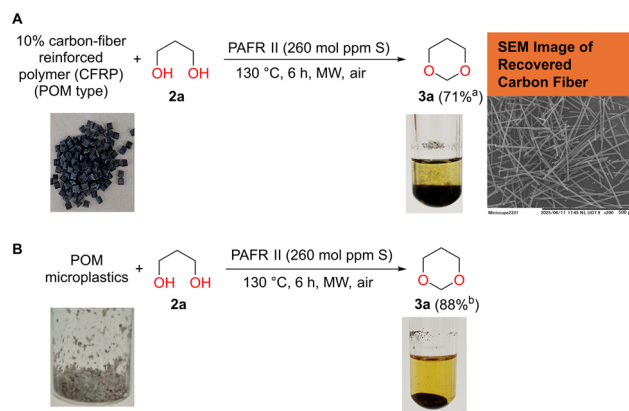 A
10% carbon-fiber
reinforced
polymer (CFRP)
(POM type)
+
OH OH
2a
PAFR II (260 mol ppm S)
130 °C, 6 h, MW, air
O O
3a (71%a)
SEM Image of
Recovered
Carbon Fiber
B
POM
microplastics
+
OH OH
2a
PAFR II (260 mol ppm S)
130 °C, 6 h, MW, air
O O
3a (88%b)